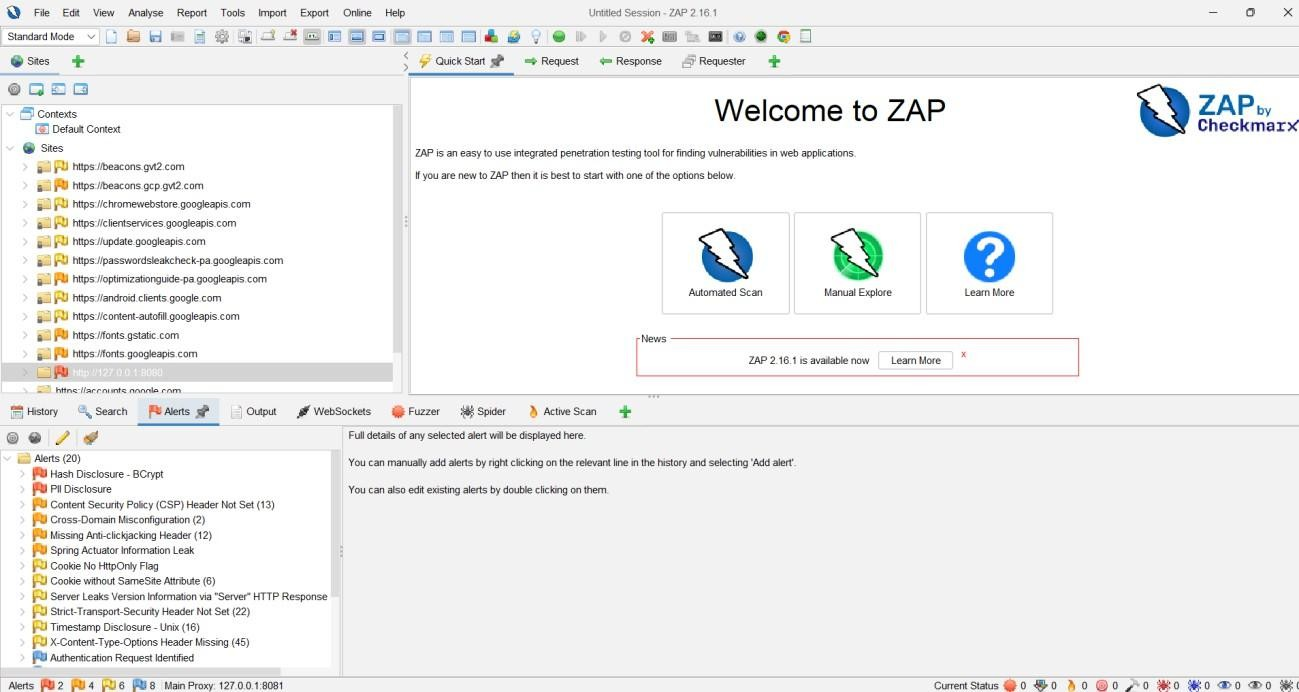 File Edit View Analyse Report Tools Import Export Online Help Untitled Session - ZAP 2.16.1
Standard Mode
Sites
Quick Start Request Response Requester
Contexts
Default Context
Sites
https://beacons.gvt2.com
https://beacons.gcp.gvt2.com
https://chromewebstore.googleapis.com
https://clientservices.googleapis.com
https://update.googleapis.com
https://passwordsleakcheck-pa.googleapis.com
https://optimizationguide-pa.googleapis.com
https://android.clients.google.com
https://content-autofill.googleapis.com
https://fonts.gstatic.com
https://fonts.googleapis.com
http://127.0.0.1:8080
https://accounts.google.com
Welcome to ZAP
ZAP by
Checkmarx
ZAP is an easy to use integrated penetration testing tool for finding vulnerabilities in web applications.
If you are new to ZAP then it is best to start with one of the options below.
Automated Scan Manual Explore Learn More
News
ZAP 2.16.1 is available now Learn More x
History Search Alerts Output WebSockets Fuzzer Spider Active Scan
Alerts (20)
Hash Disclosure - BCrypt
PII Disclosure
Content Security Policy (CSP) Header Not Set (13)
Cross-Domain Misconfiguration (2)
Missing Anti-clickjacking Header (12)
Spring Actuator Information Leak
Cookie No HttpOnly Flag
Cookie without SameSite Attribute (6)
Server Leaks Version Information via "Server" HTTP Response
Strict-Transport-Security Header Not Set (22)
Timestamp Disclosure - Unix (16)
X-Content-Type-Options Header Missing (45)
Authentication Request Identified
Full details of any selected alert will be displayed here.
You can manually add alerts by right clicking on the relevant line in the history and selecting 'Add alert'.
You can also edit existing alerts by double clicking on them.
Alerts 2 4 6 8 Main Proxy: 127.0.0.1:8081 Current Status 0 0 0 0 0 0 0 0 0